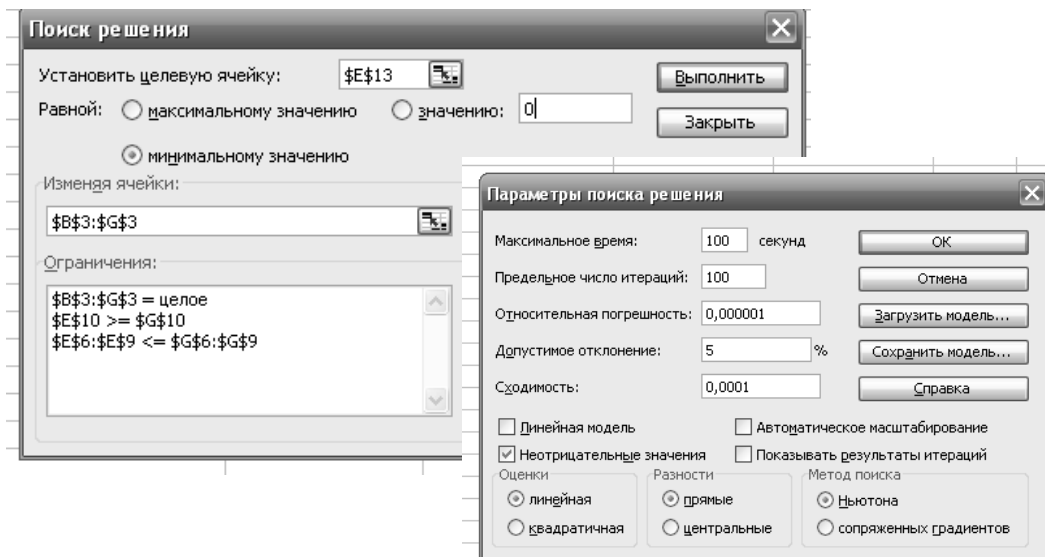 Поиск решения
Установить целевую ячейку: $E$13
Выполнить
Равной: максимальному значению значению: 0
Закрыть
минимальному значению
Изменяя ячейки:
$B$3:$G$3
Ограничения:
$B$3:$G$3 = целое
$E$10 >= $G$10
$E$6:$E$9 <= $G$6:$G$9
Параметры поиска решения
Максимальное время: 100 секунд
ОК
Предельное число итераций: 100
Отмена
Относительная погрешность: 0,000001
Загрузить модель...
Допустимое отклонение: 5 %
Сохранить модель...
Сходимость: 0,0001
Справка
Линейная модель Автоматическое масштабирование
Неотрицательные значения Показывать результаты итераций
Оценки Разности Метод поиска
линейная прямые Ньютона
квадратичная центральные сопряженных градиентов